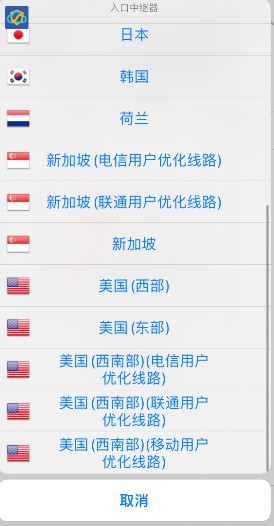 入口中继器
日本
韩国
荷兰
新加坡(电信用户优化线路)
新加坡(联通用户优化线路)
新加坡
美国(西部)
美国(东部)
美国(西南部)(电信用户
优化线路)
美国(西南部)(联通用户
优化线路)
美国(西南部)(移动用户
优化线路)
取消